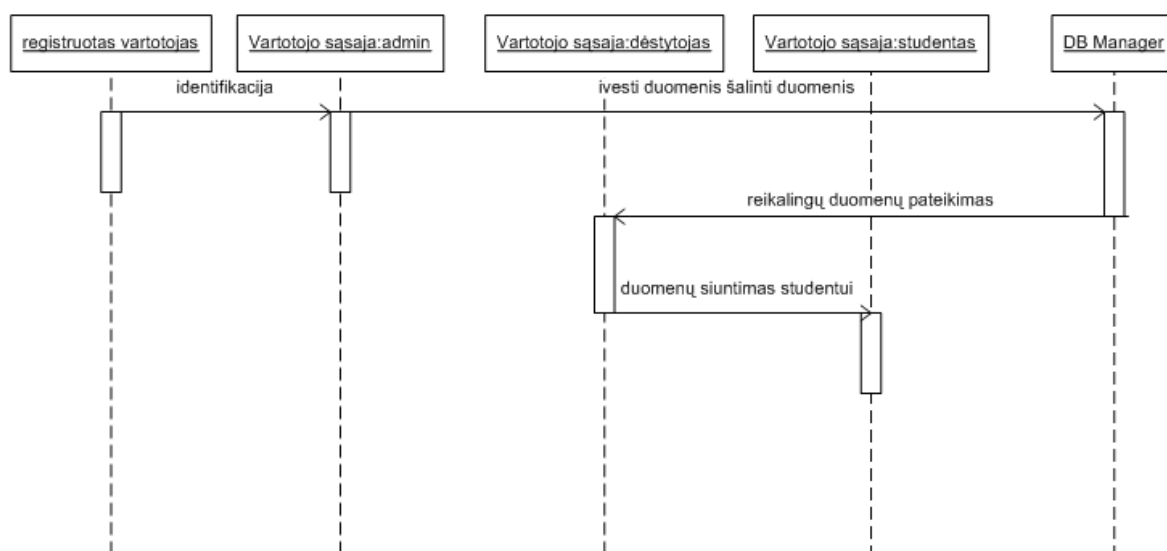 registruotas vartotojas
Vartotojo sąsaja:admin
Vartotojo sąsaja:dėstytojas
Vartotojo sąsaja:studentas
DB Manager
identifikacija
ivesti duomenis šalinti duomenis
reikalingų duomenų pateikimas
duomenų siuntimas studentui